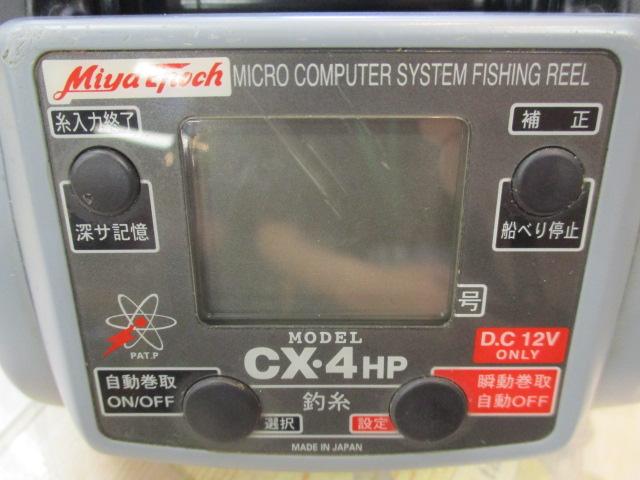 Miya Epoch MICRO COMPUTER SYSTEM FISHING REEL
糸入力終了
補 正
深サ記憶
船べり停止
号
PAT.P
MODEL
CX・4HP
D.C 12V
ONLY
自動巻取
ON/OFF
選択
釣糸
設定
瞬動巻取
自動OFF
MADE IN JAPAN